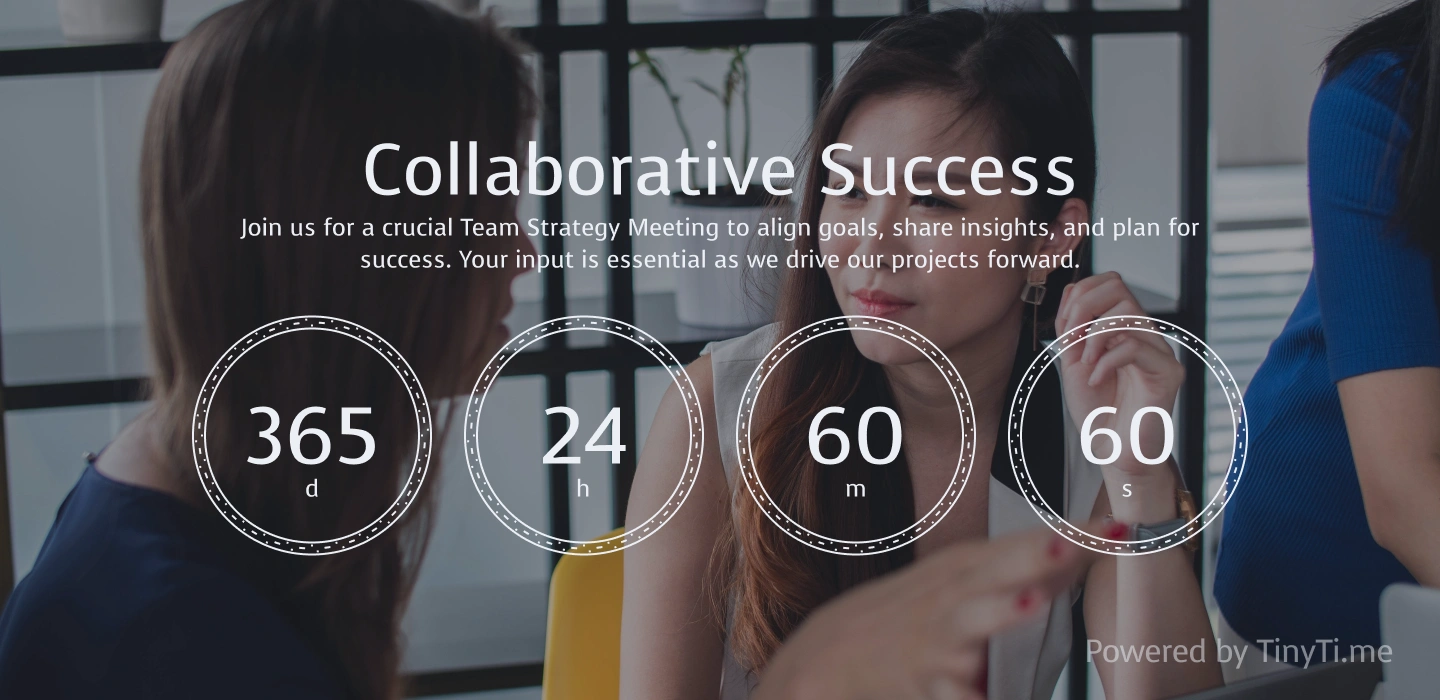 Collaborative Success
Join us for a crucial Team Strategy Meeting to align goals, share insights, and plan for
success. Your input is essential as we drive our projects forward.
365 24 60 60
d h m s
Powered by TinyTi.me